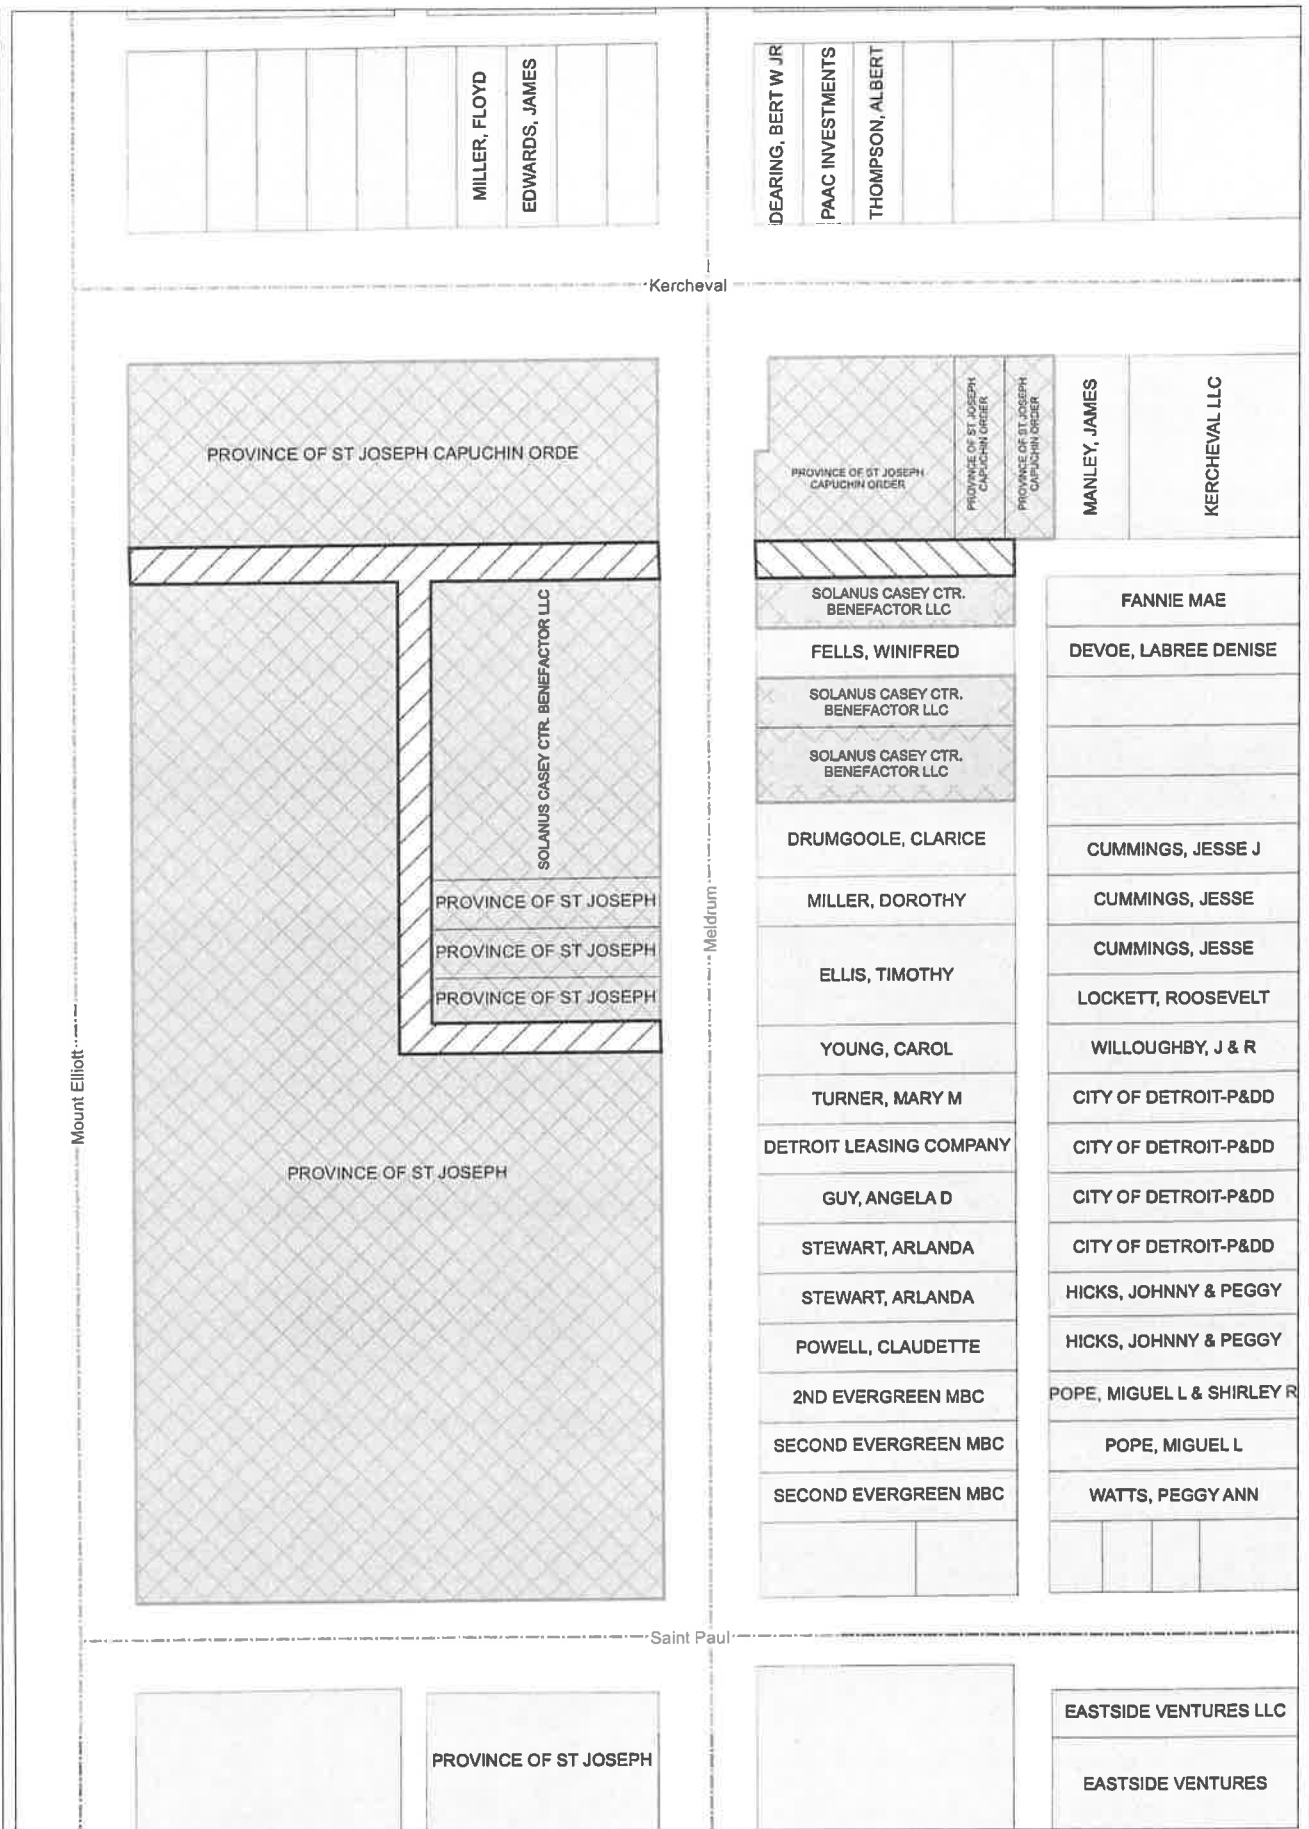 MILLER, FLOYD
EDWARDS, JAMES
DEARING, BERT W JR
PAAC INVESTMENTS
THOMPSON, ALBERT
Kercheval
PROVINCE OF ST JOSEPH CAPUCHIN ORDE
PROVINCE OF ST JOSEPH
CAPUCHIN ORDER
PROVINCE OF ST JOSEPH
CAPUCHIN ORDER
PROVINCE OF ST JOSEPH
CAPUCHIN ORDER
MANLEY, JAMES
KERCHEVAL LLC
SOLANUS CASEY CTR. BENEFACTOR LLC
PROVINCE OF ST JOSEPH
PROVINCE OF ST JOSEPH
PROVINCE OF ST JOSEPH
Mount Elliott
PROVINCE OF ST JOSEPH
Meldrum
SOLANUS CASEY CTR.
BENEFACTOR LLC
FELLS, WINIFRED
SOLANUS CASEY CTR.
BENEFACTOR LLC
SOLANUS CASEY CTR.
BENEFACTOR LLC
DRUMGOOLE, CLARICE
MILLER, DOROTHY
ELLIS, TIMOTHY
YOUNG, CAROL
TURNER, MARY M
DETROIT LEASING COMPANY
GUY, ANGELA D
STEWART, ARLANDA
STEWART, ARLANDA
POWELL, CLAUDETTE
2ND EVERGREEN MBC
SECOND EVERGREEN MBC
SECOND EVERGREEN MBC
FANNIE MAE
DEVOE, LABREE DENISE
CUMMINGS, JESSE J
CUMMINGS, JESSE
CUMMINGS, JESSE
LOCKETT, ROOSEVELT
WILLOUGHBY, J & R
CITY OF DETROIT-P&DD
CITY OF DETROIT-P&DD
CITY OF DETROIT-P&DD
CITY OF DETROIT-P&DD
HICKS, JOHNNY & PEGGY
HICKS, JOHNNY & PEGGY
POPE, MIGUEL L & SHIRLEY R
POPE, MIGUEL L
WATTS, PEGGY ANN
Saint Paul
PROVINCE OF ST JOSEPH
EASTSIDE VENTURES LLC
EASTSIDE VENTURES